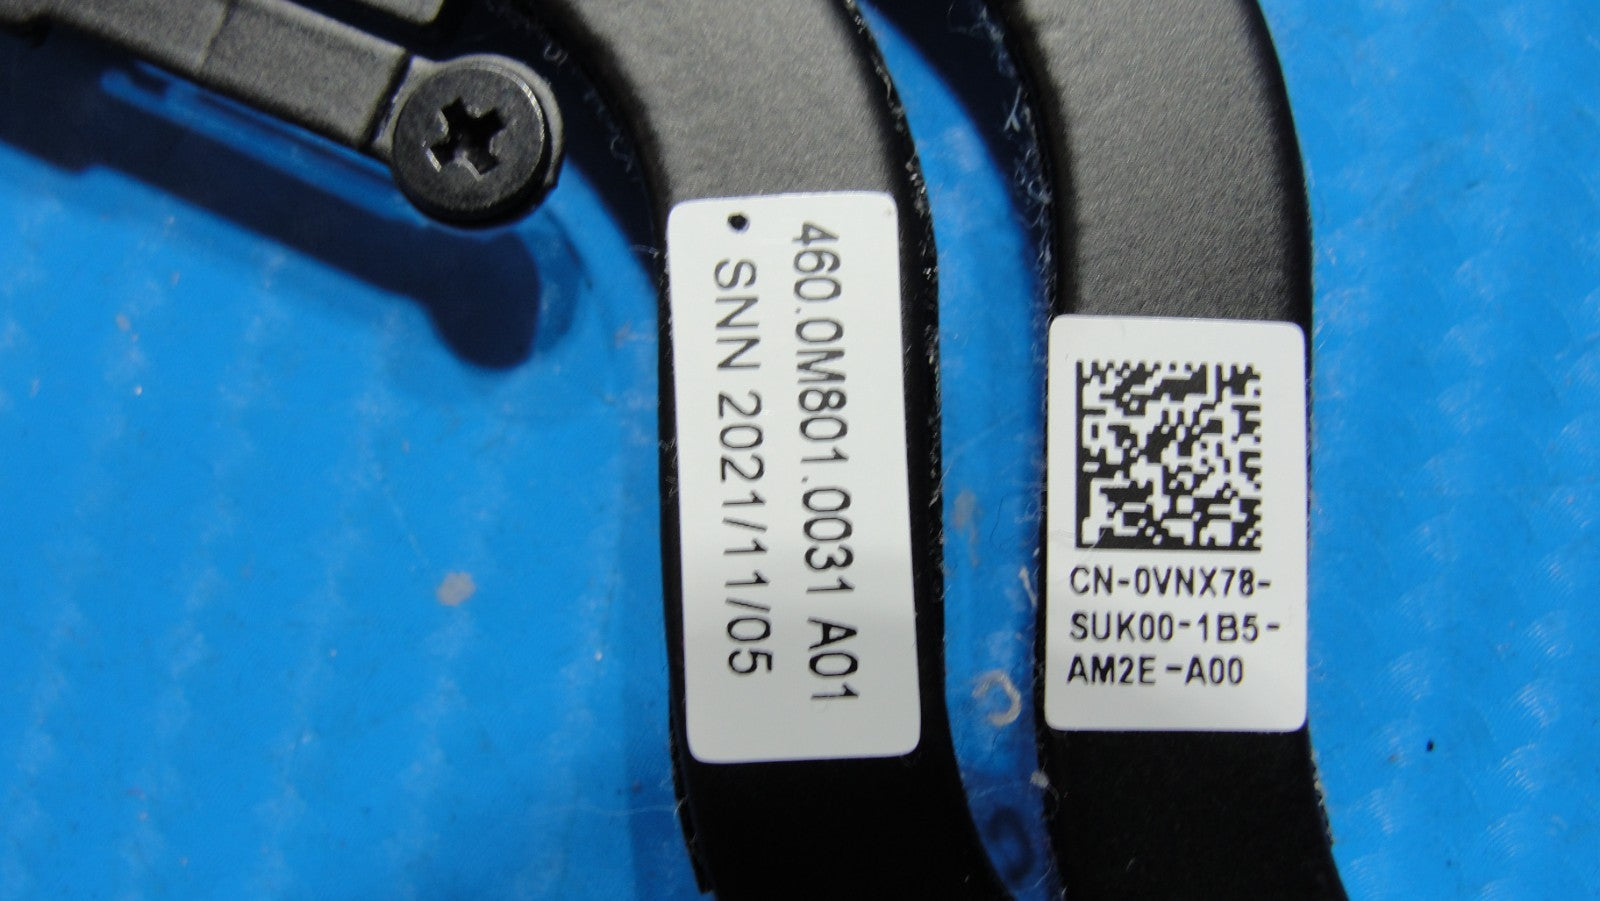 460.0M801.0031 A01
SNN 2021/11/05
CN-0VNX78-
SUK00-1B5-
AM2E-A00